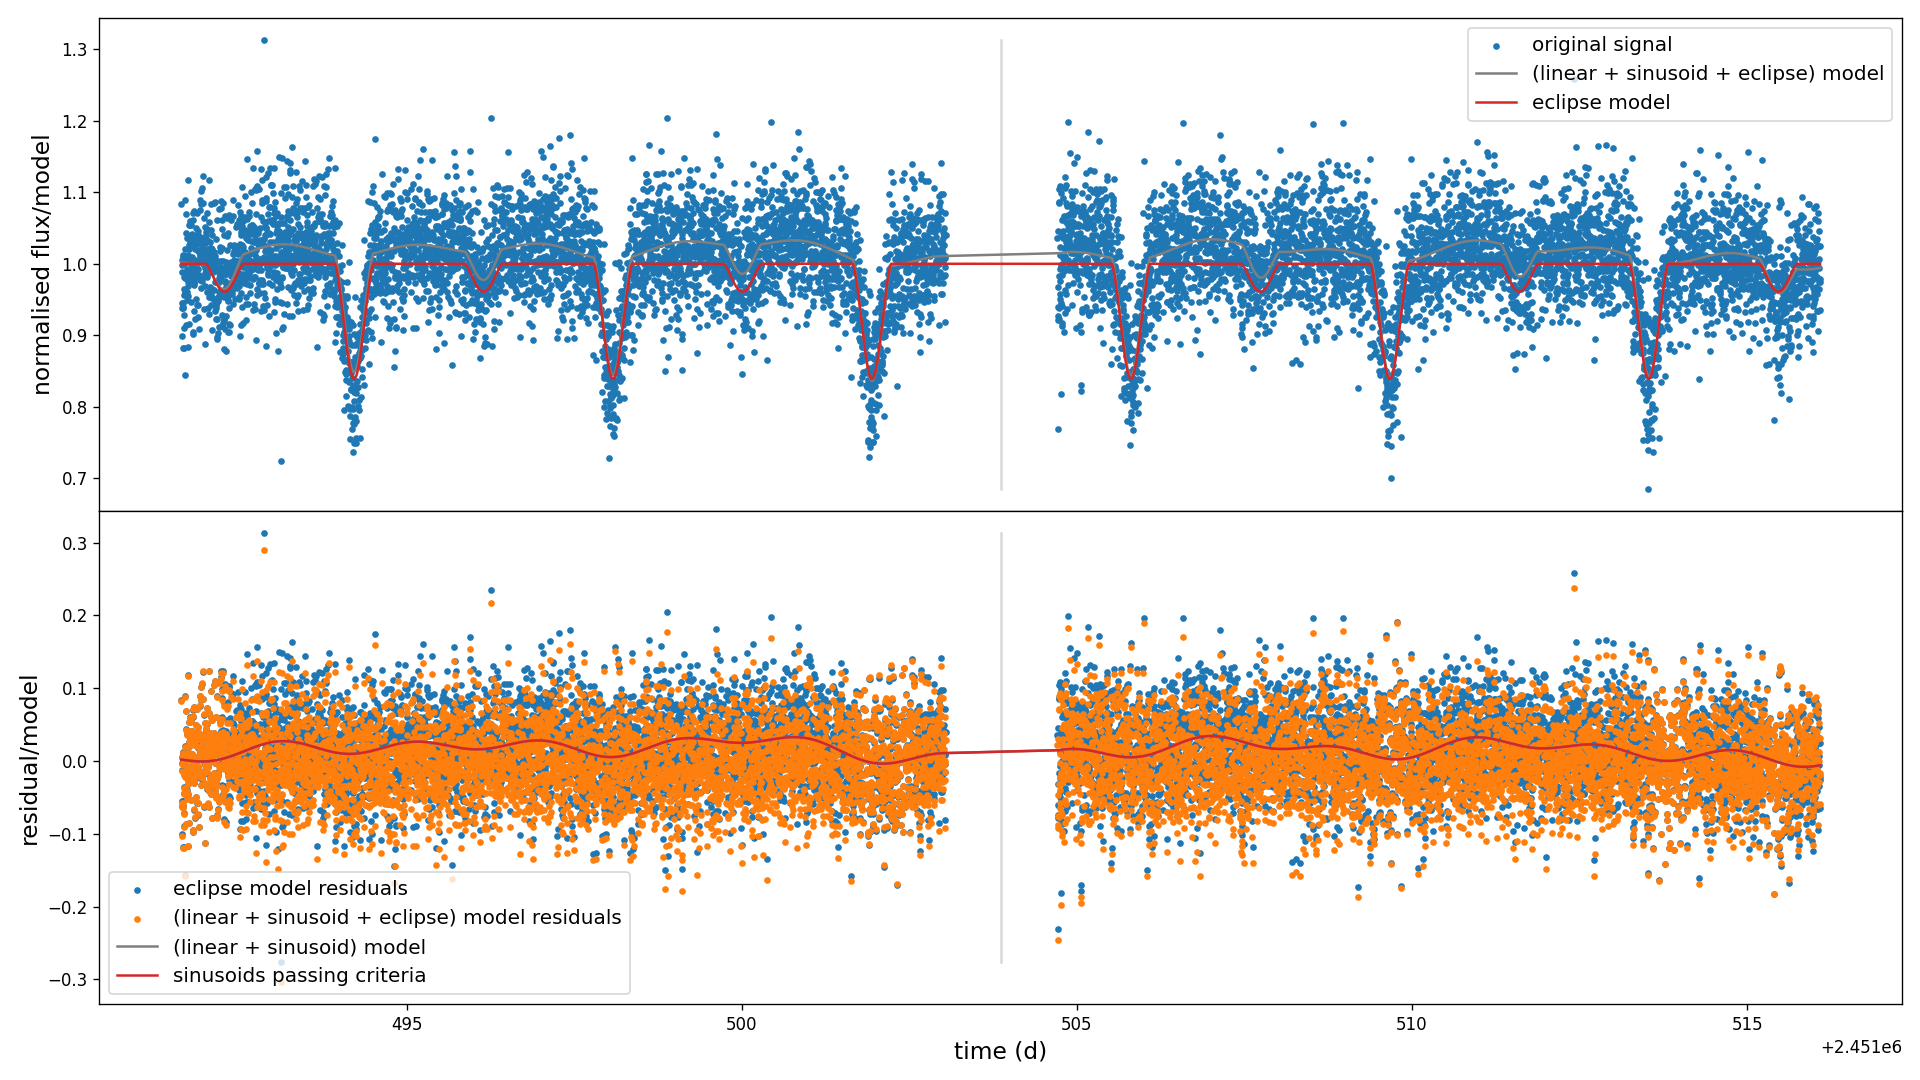 normalised flux/model
1.3
1.2
1.1
1.0
0.9
0.8
0.7
original signal
(linear + sinusoid + eclipse) model
eclipse model
residual/model
0.3
0.2
0.1
0.0
−0.1
−0.2
−0.3
eclipse model residuals
(linear + sinusoid + eclipse) model residuals
(linear + sinusoid) model
sinusoids passing criteria
495
500
505
510
515
time (d)
+2.451e6